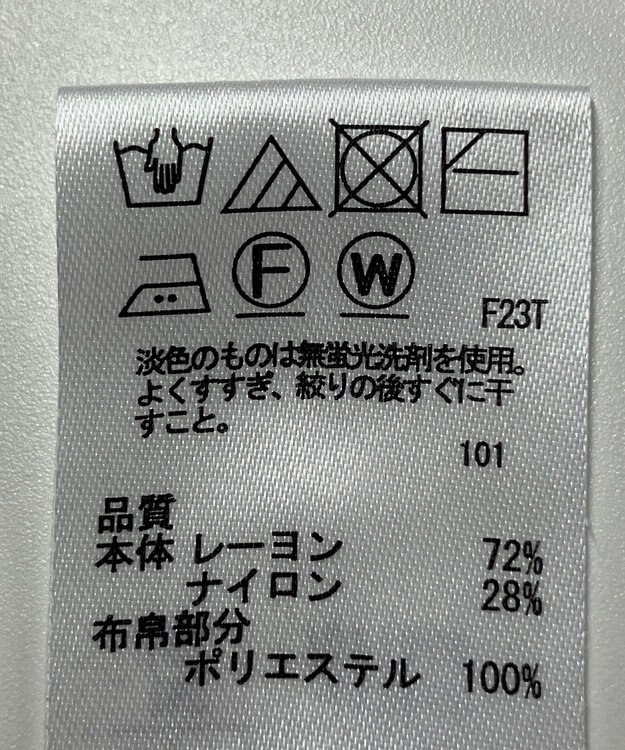 F W
F23T
淡色のものは無蛍光洗剤を使用。
よくすすぎ、絞りの後すぐに干
すこと。
101
品質
本体 レーヨン 72%
ナイロン 28%
布帛部分
ポリエステル 100%